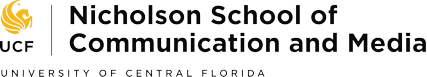 UCF
Nicholson School of
Communication and Media
UNIVERSITY OF CENTRAL FLORIDA